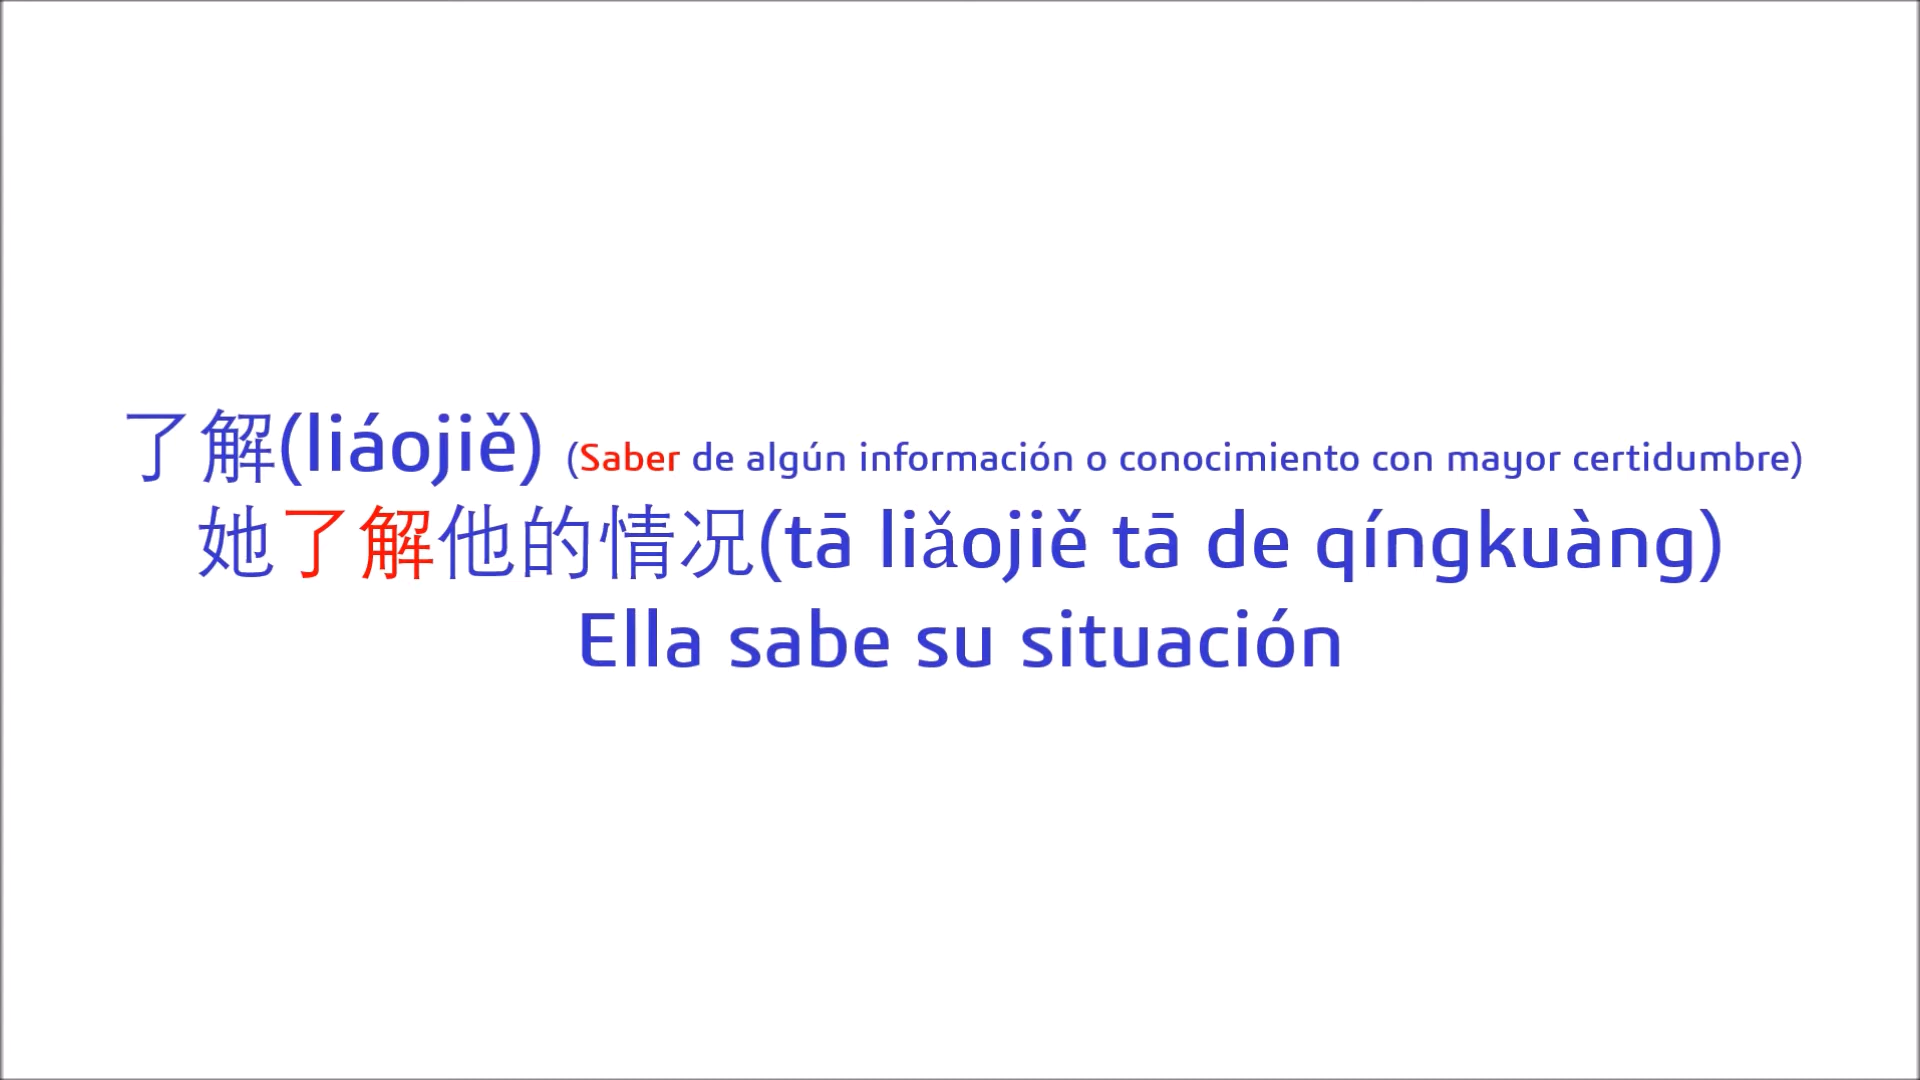 了解(liáojiě) (Saber de algún información o conocimiento con mayor certidumbre)
她了解他的情况(tā liǎojiě tā de qíngkuàng)
Ella sabe su situación